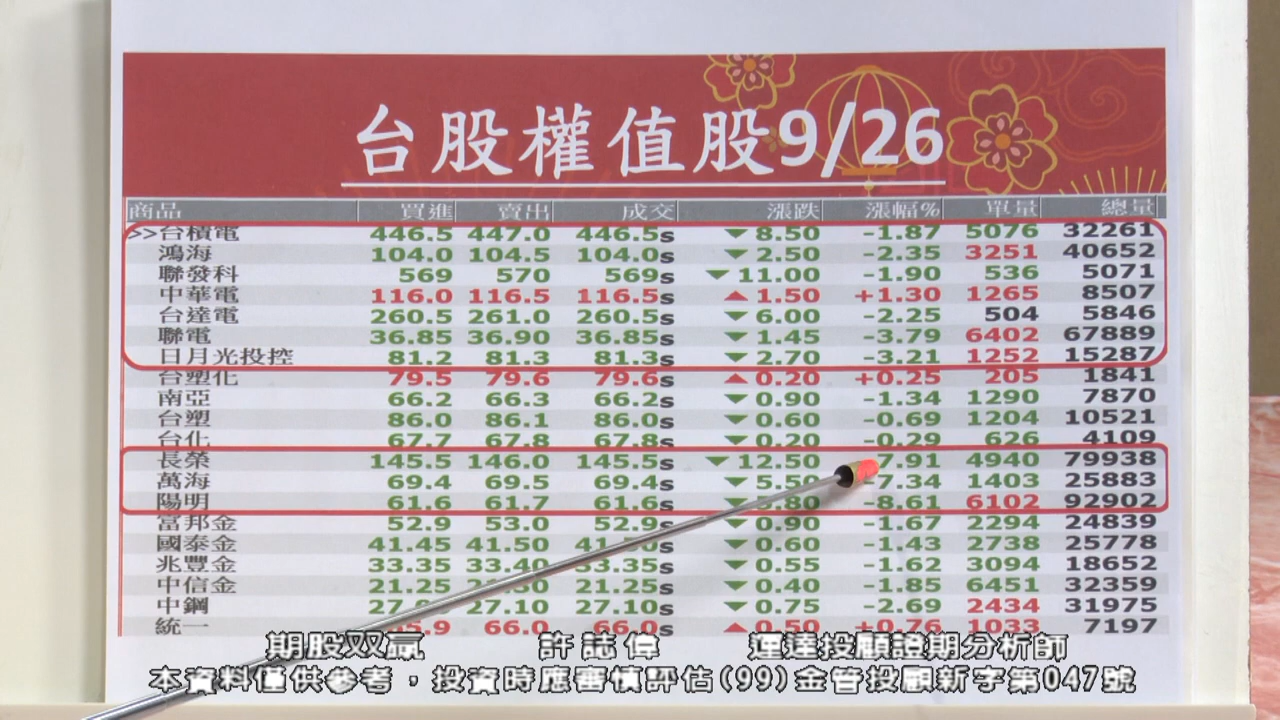 台股權值股9/26
商品 買進 賣出 成交 漲跌 漲幅% 單量 總量
>>台積電 446.5 447.0 446.5s ▼ 8.50 -1.87 5076 32261
鴻海 104.0 104.5 104.0s ▼ 2.50 -2.35 3251 40652
聯發科 569 570 569s ▼ 11.00 -1.90 536 5071
中華電 116.0 116.5 116.5s ▲ 1.50 +1.30 1265 8507
台達電 260.5 261.0 260.5s ▼ 6.00 -2.25 504 5846
聯電 36.85 36.90 36.85s ▼ 1.45 -3.79 6402 67889
日月光投控 81.2 81.3 81.3s ▼ 2.70 -3.21 1252 15287
台塑化 79.5 79.6 79.6s ▲ 0.20 +0.25 205 1841
南亞 66.2 66.3 66.2s ▼ 0.90 -1.34 1290 7870
台塑 86.0 86.1 86.0s ▼ 0.60 -0.69 1204 10521
台化 67.7 67.8 67.8s ▼ 0.20 -0.29 626 4109
長榮 145.5 146.0 145.5s ▼ 12.50 7.91 4940 79938
萬海 69.4 69.5 69.4s ▼ 5.50 -7.34 1403 25883
陽明 61.6 61.7 61.6s ▼ 5.80 -8.61 6102 92902
富邦金 52.9 53.0 52.9s ▼ 0.90 -1.67 2294 24839
國泰金 41.45 41.50 ▼ 0.60 -1.43 2738 25778
兆豐金 33.35 33.40 33.35s ▼ 0.55 -1.62 3094 18652
中信金 21.25 21.25s ▼ 0.40 -1.85 6451 32359
中鋼 27.10 27.10s ▼ 0.75 -2.69 2434 31975
統一 66.0 66.0s ▲ 0.50 +0.76 1033 7197
期股双贏 許誌偉 運達投顧證期分析師
本資料僅供參考，投資時應審慎評估(99)金管投顧新字第047號